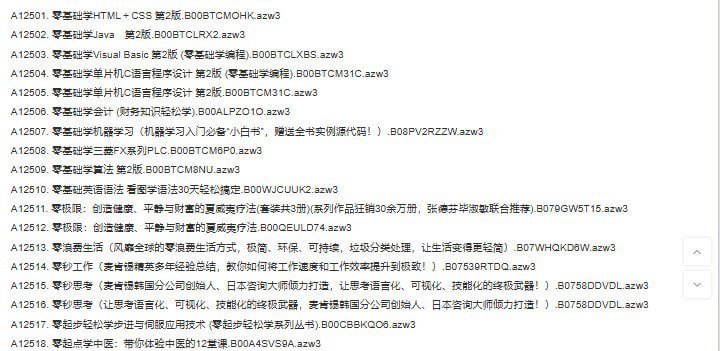 A12501. 零基础学HTML + CSS 第2版.B00BTCMOHK.azw3
A12502. 零基础学Java　第2版.B00BTCLRX2.azw3
A12503. 零基础学Visual Basic 第2版 (零基础学编程).B00BTCLXBS.azw3
A12504. 零基础学单片机C语言程序设计 第2版 (零基础学编程).B00BTCM31C.azw3
A12505. 零基础学单片机C语言程序设计 第2版.B00BTCM31C.azw3
A12506. 零基础学会计 (财务知识轻松学).B00ALPZO1O.azw3
A12507. 零基础学机器学习（机器学习入门必备“小白书”，赠送全书实例源代码！）.B08PV2RZZW.azw3
A12508. 零基础学三菱FX系列PLC.B00BTCM6P0.azw3
A12509. 零基础学算法 第2版.B00BTCM8NU.azw3
A12510. 零基础英语语法 看图学语法30天轻松搞定.B00WJCUUK2.azw3
A12511. 零极限：创造健康、平静与财富的夏威夷疗法(套装共3册)(系列作品狂销30余万册，张德芬毕淑敏联合推荐).B079GW5T15.azw3
A12512. 零极限：创造健康、平静与财富的夏威夷疗法.B00QEULD74.azw3
A12513. 零浪费生活（风靡全球的零浪费生活方式，极简、环保、可持续，垃圾分类处理，让生活变得更轻简）.B07WHQKD6W.azw3
A12514. 零秒工作（麦肯锡精英多年经验总结，教你如何将工作速度和工作效率提升到极致！）.B07539RTDQ.azw3
A12515. 零秒思考（麦肯锡韩国分公司创始人、日本咨询大师倾力打造，让思考语言化、可视化、技能化的终极武器！）.B0758DDVDL.azw3
A12516. 零秒思考（让思考语言化、可视化、技能化的终极武器，麦肯锡韩国分公司创始人、日本咨询大师倾力打造！）.B0758DDVDL.azw3
A12517. 零起步轻松学步进与伺服应用技术 (零起步轻松学系列丛书).B00CBBKQO6.azw3
A12518. 零起点学中医：带你体验中医的12堂课.B00A4SVS9A.azw3